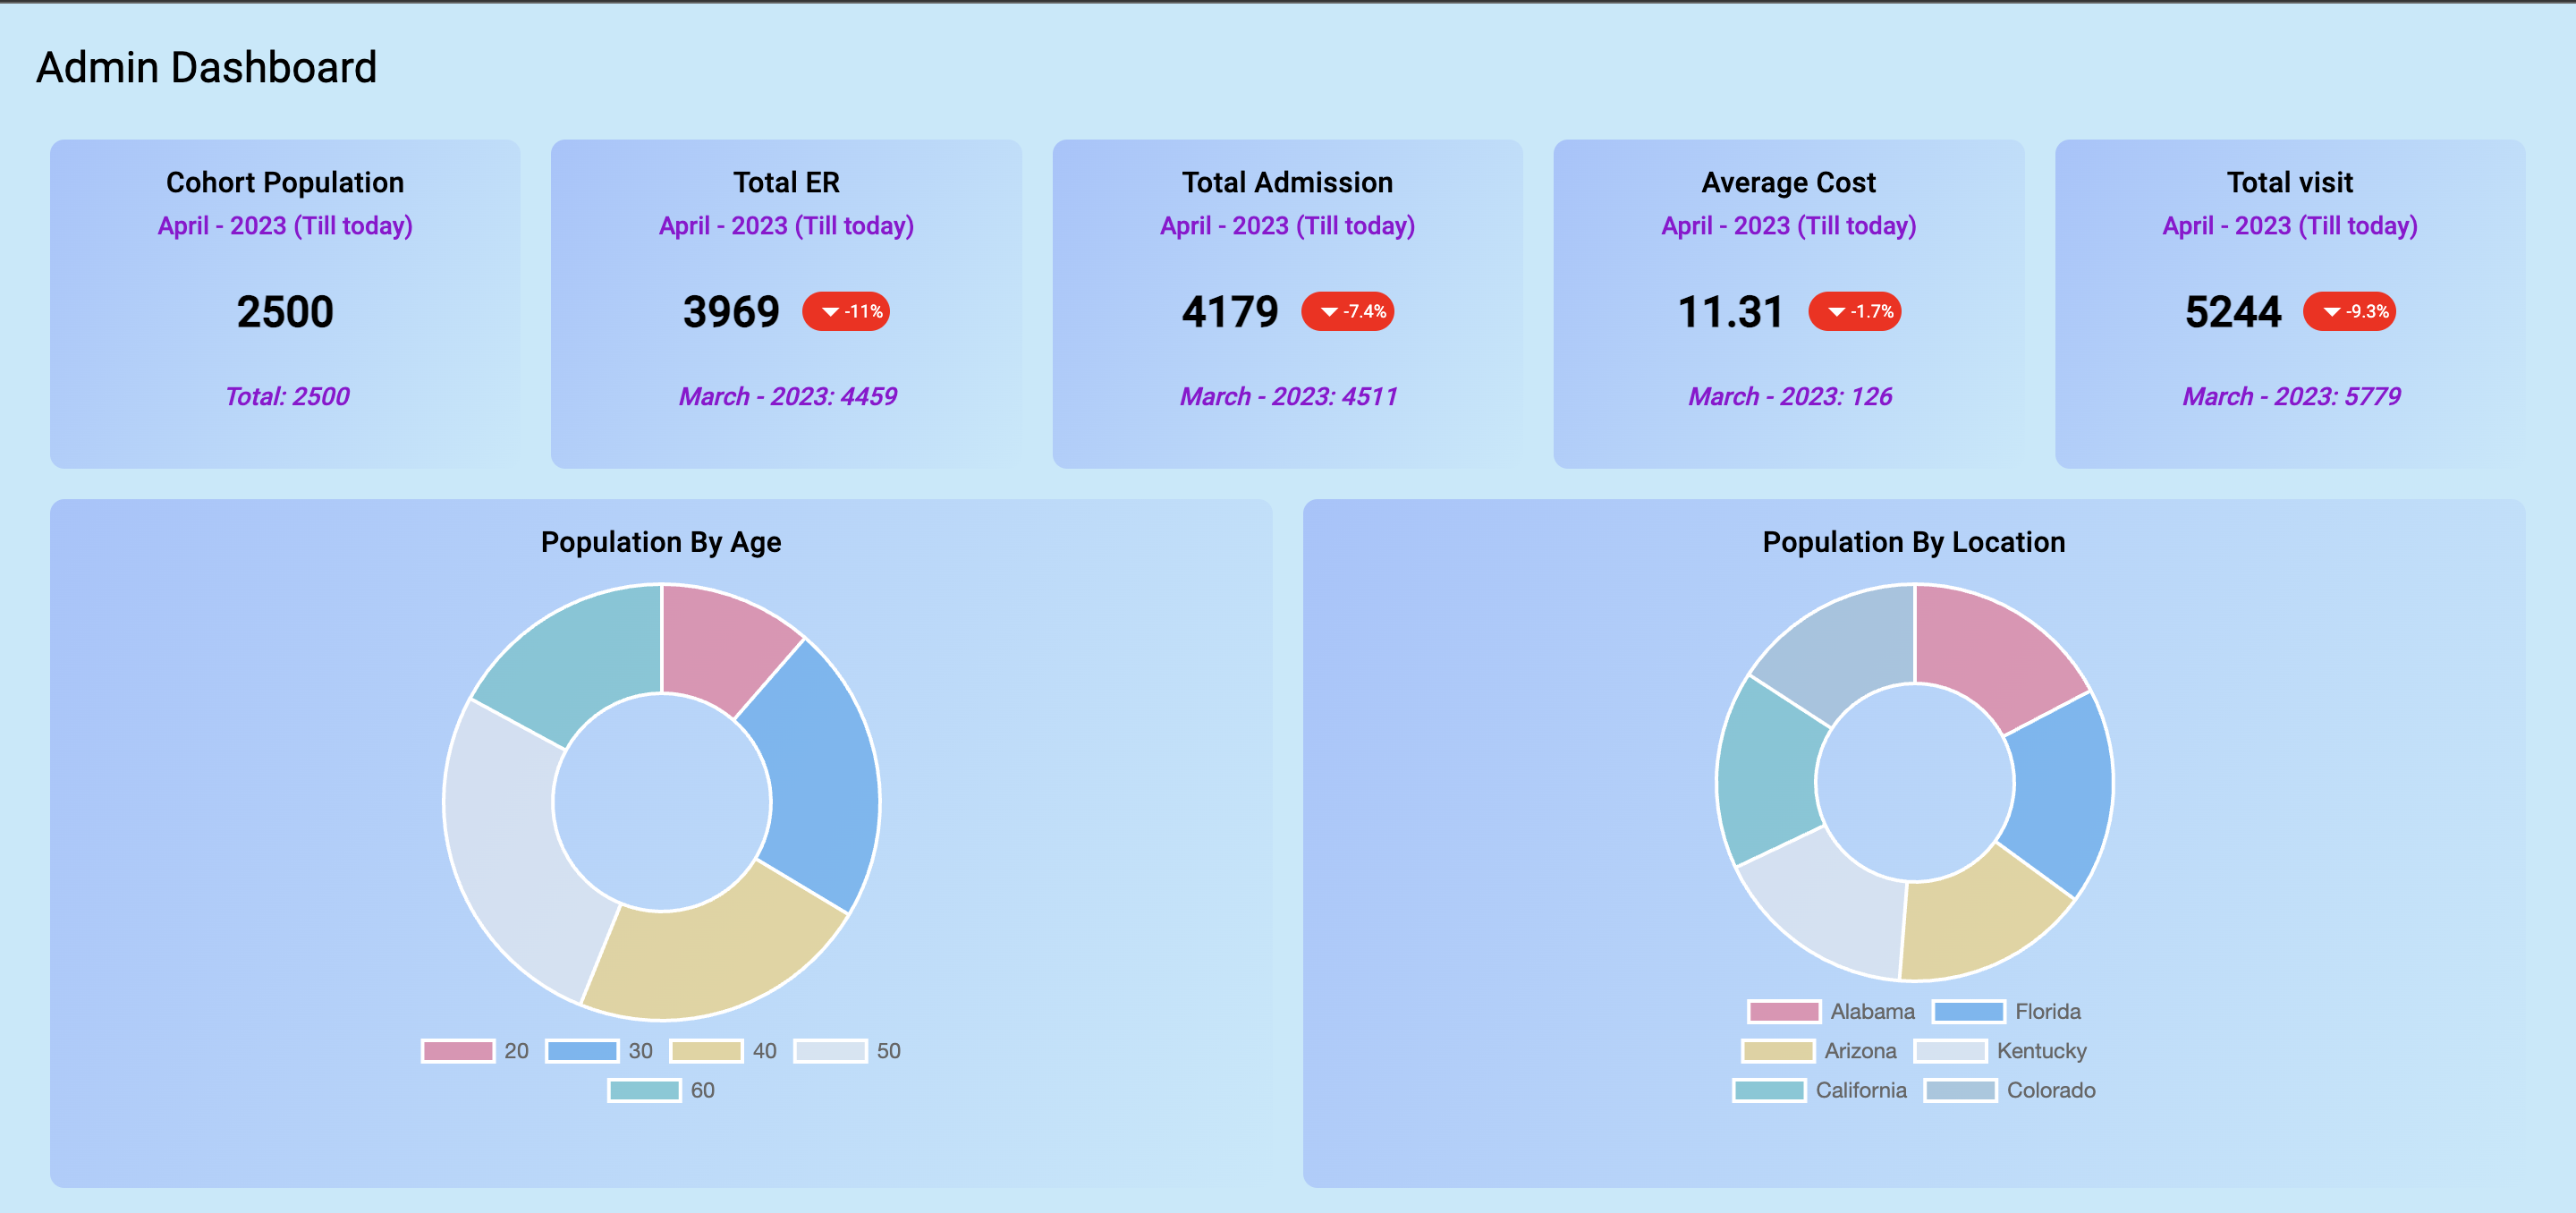 Admin Dashboard
Cohort Population
April - 2023 (Till today)
2500
Total: 2500
Total ER
April - 2023 (Till today)
3969 -11%
March - 2023: 4459
Total Admission
April - 2023 (Till today)
4179 -7.4%
March - 2023: 4511
Average Cost
April - 2023 (Till today)
11.31 -1.7%
March - 2023: 126
Total visit
April - 2023 (Till today)
5244 -9.3%
March - 2023: 5779
Population By Age
20 30 40 50
60
Population By Location
Alabama Florida
Arizona Kentucky
California Colorado